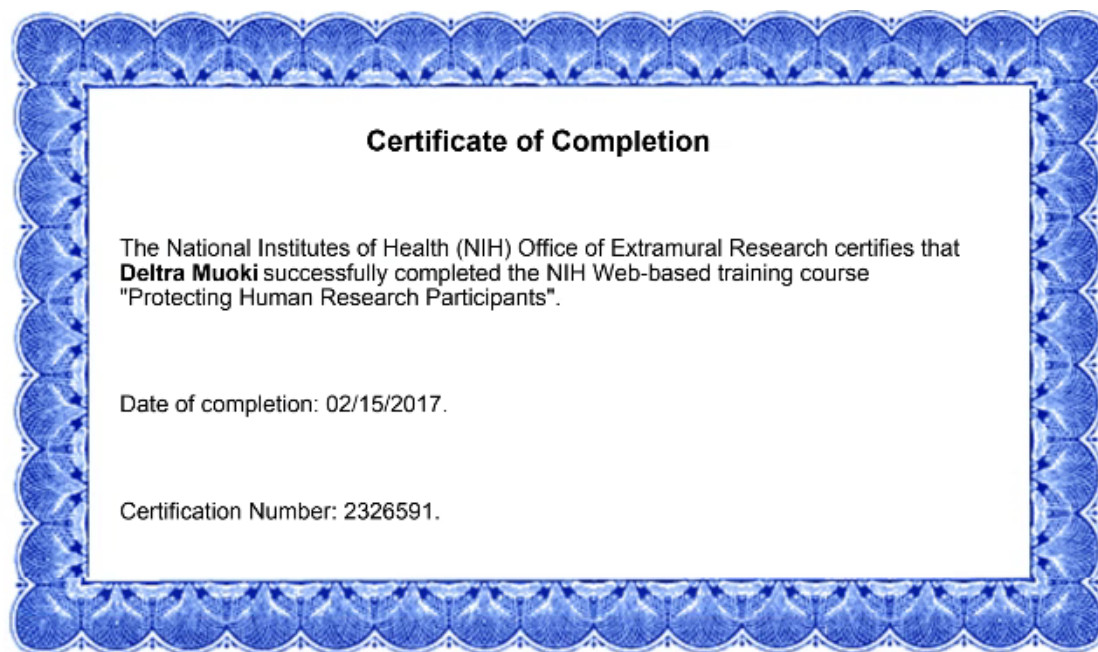 Certificate of Completion
The National Institutes of Health (NIH) Office of Extramural Research certifies that
Deltra Muoki successfully completed the NIH Web-based training course
"Protecting Human Research Participants".
Date of completion: 02/15/2017.
Certification Number: 2326591.